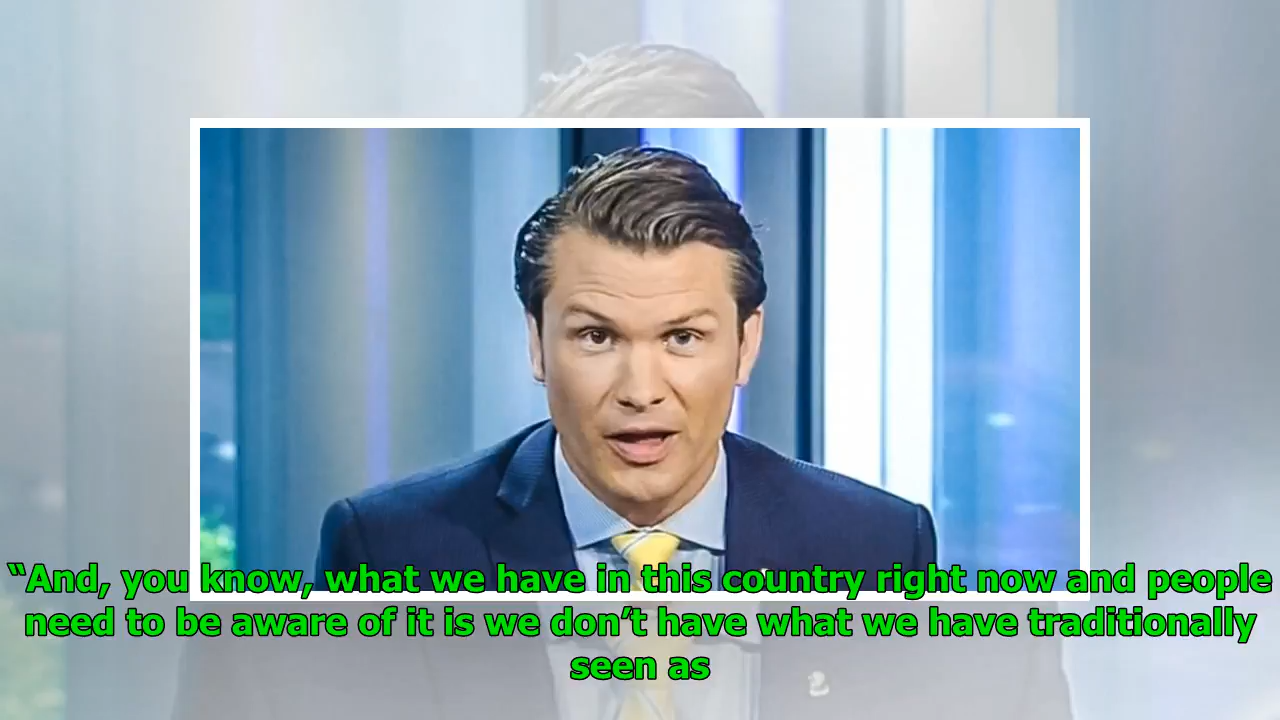 “And, you know, what we have in this country right now and people
need to be aware of it is we don’t have what we have traditionally
seen as